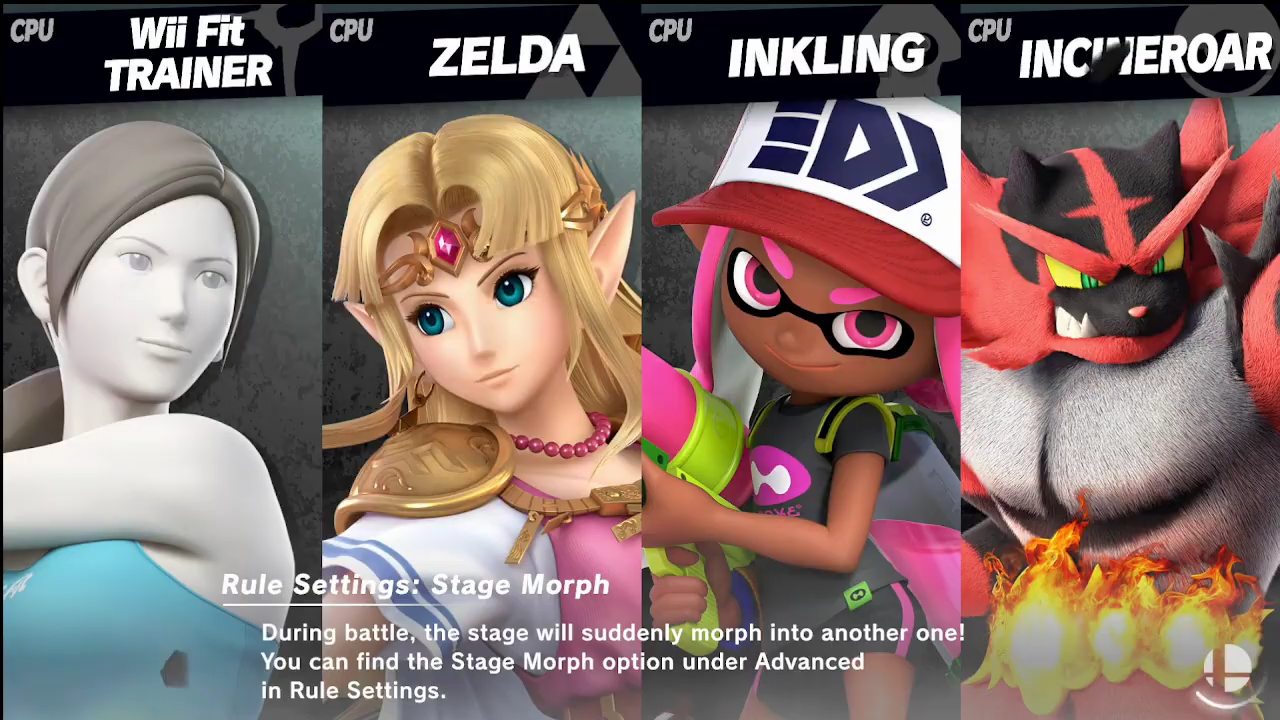 CPU
Wii Fit
TRAINER
CPU
ZELDA
CPU
INKLING
CPU
INCINEROAR
Rule Settings: Stage Morph
During battle, the stage will suddenly morph into another one!
You can find the Stage Morph option under Advanced
in Rule Settings.